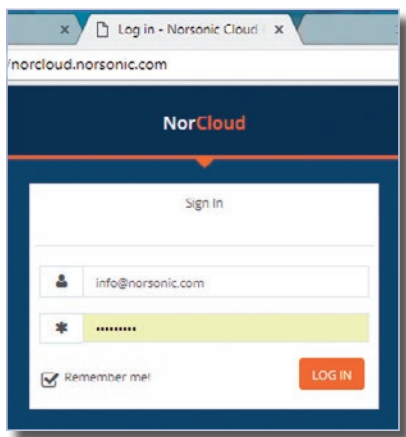 Log in - Norsonic Cloud
norcloud.norsonic.com
NorCloud
Sign In
info@norsonic.com
•••••••••
Remember me!
LOG IN